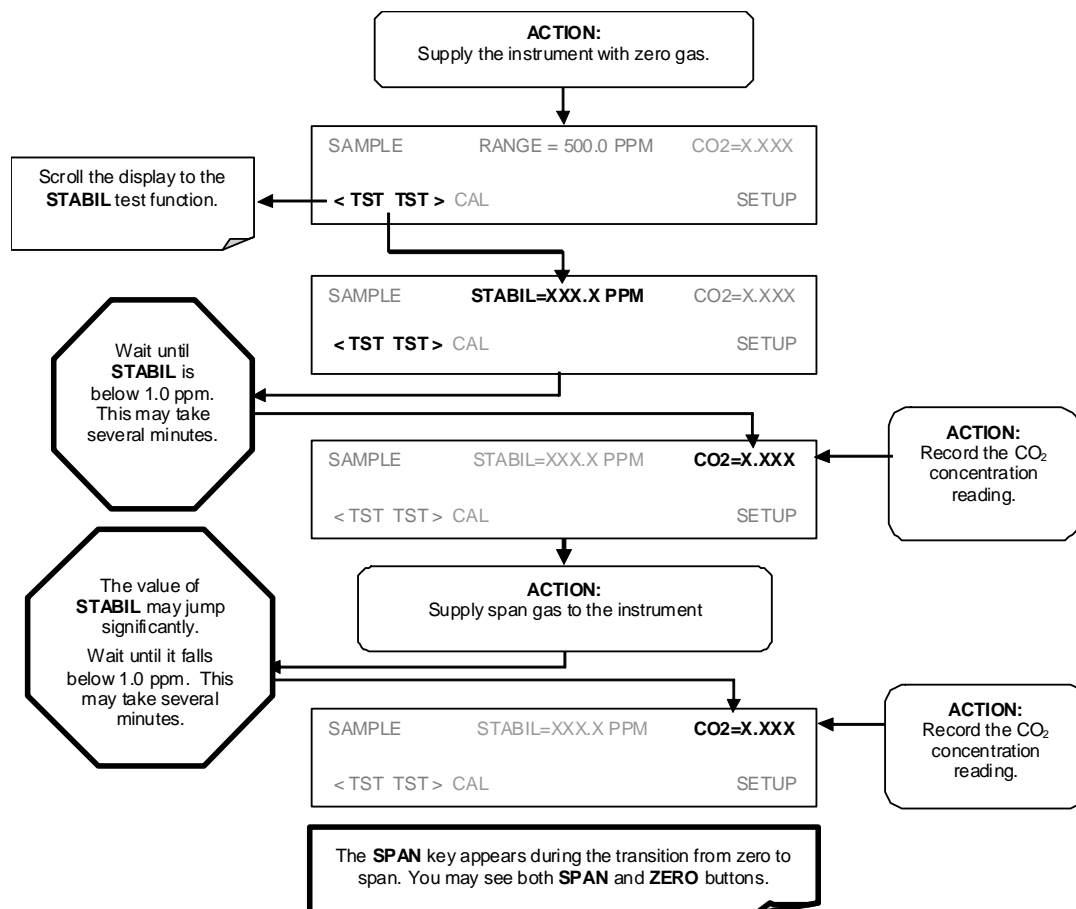 ACTION:
Supply the instrument with zero gas.
SAMPLE RANGE = 500.0 PPM CO2=X.XXX
< TST TST > CAL SETUP
Scroll the display to the
STABIL test function.
SAMPLE STABIL=XXX.X PPM CO2=X.XXX
< TST TST > CAL SETUP
Wait until
STABIL is
below 1.0 ppm.
This may take
several minutes.
SAMPLE STABIL=XXX.X PPM CO2=X.XXX
< TST TST > CAL SETUP
ACTION:
Record the CO₂
concentration
reading.
ACTION:
Supply span gas to the instrument
The value of
STABIL may jump
significantly.
Wait until it falls
below 1.0 ppm. This
may take several
minutes.
SAMPLE STABIL=XXX.X PPM CO2=X.XXX
< TST TST > CAL SETUP
ACTION:
Record the CO₂
concentration
reading.
The SPAN key appears during the transition from zero to
span. You may see both SPAN and ZERO buttons.